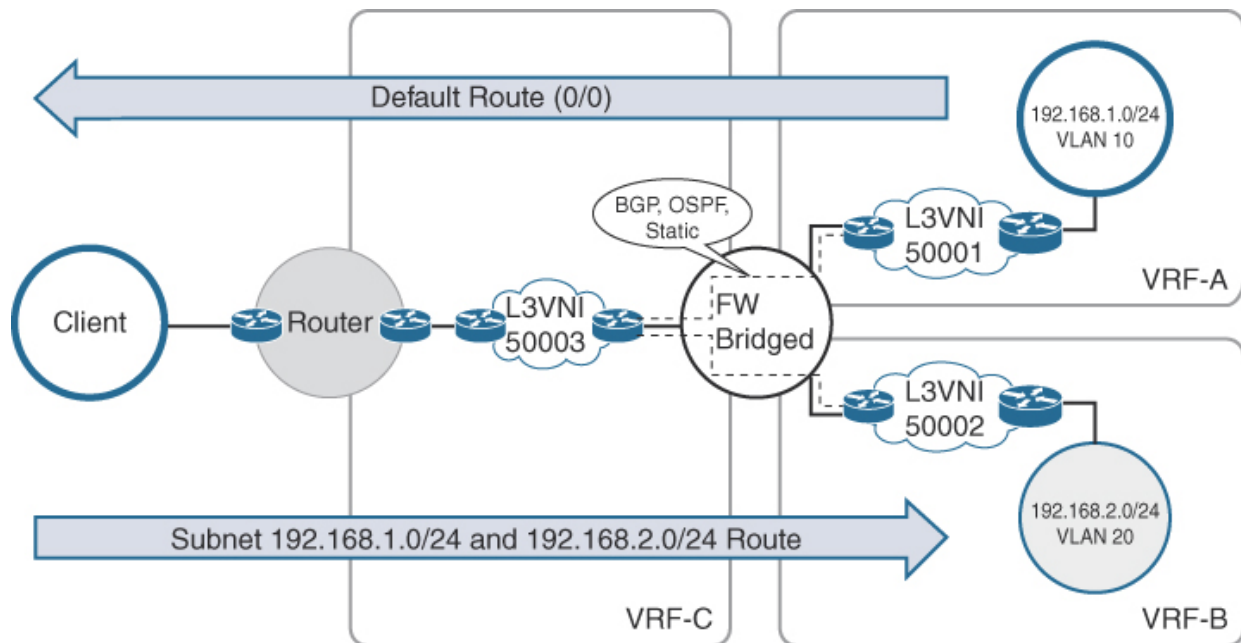 Default Route (0/0)
192.168.1.0/24
VLAN 10
BGP, OSPF,
Static
L3VNI
50001
VRF-A
Client
Router
L3VNI
50003
FW
Bridged
L3VNI
50002
192.168.2.0/24
VLAN 20
Subnet 192.168.1.0/24 and 192.168.2.0/24 Route
VRF-C
VRF-B